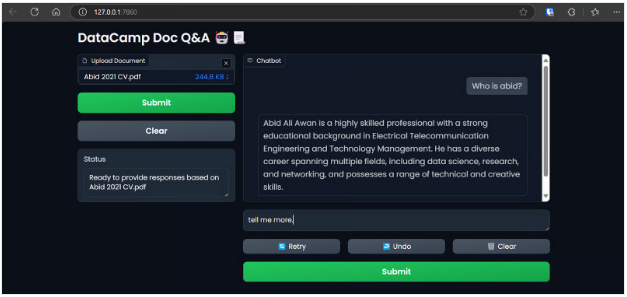 127.0.0.1:7860
DataCamp Doc Q&A 🤖 📃
Upload Document
Abid 2021 CV.pdf 244.8 KB ↓
Submit
Clear
Status
Ready to provide responses based on
Abid 2021 CV.pdf
Chatbot
Who is abid?
Abid Ali Awan is a highly skilled professional with a strong
educational background in Electrical Telecommunication
Engineering and Technology Management. He has a diverse
career spanning multiple fields, including data science, research,
and networking, and possesses a range of technical and creative
skills.
tell me more.
Retry
Undo
Clear
Submit